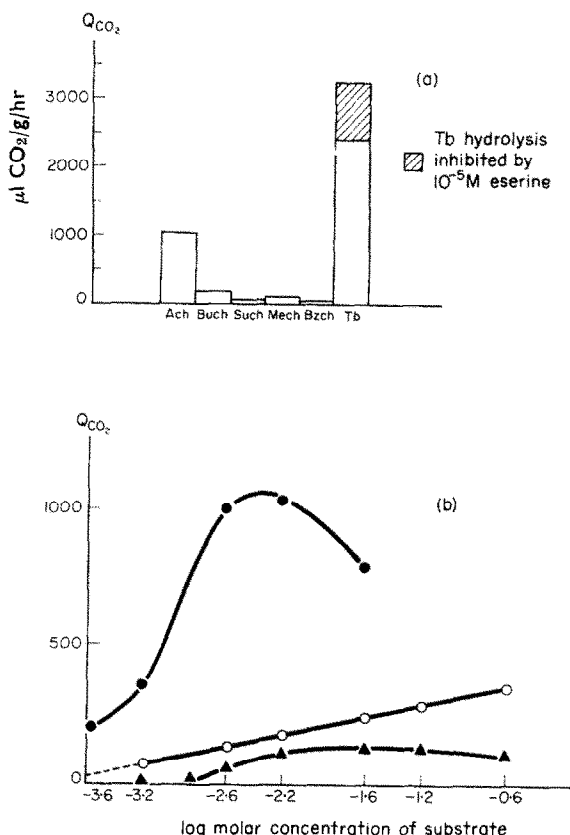 Q_CO₂
(a)
3000
Tb hydrolysis
inhibited by
10⁻⁵M eserine
2000
1000
0
μl CO₂/g/hr
Ach Buch Such Mech Bzch Tb
Q_CO₂
(b)
1000
500
0
-3·6 -3·2 -2·6 -2·2 -1·6 -1·2 -0·6
log molar concentration of substrate